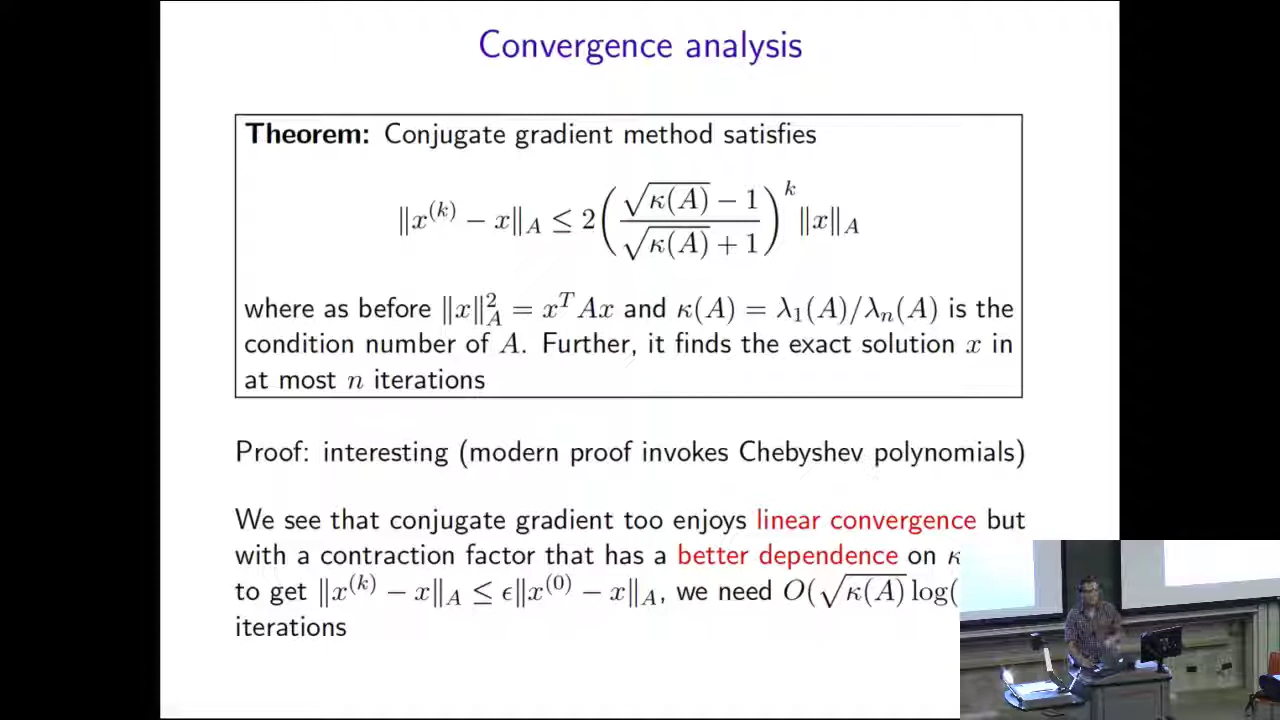 Convergence analysis
Theorem: Conjugate gradient method satisfies
‖x^(k) − x‖_A ≤ 2( (√κ(A) − 1) / (√κ(A) + 1) )^k ‖x‖_A
where as before ‖x‖²_A = x^T Ax and κ(A) = λ₁(A)/λₙ(A) is the
condition number of A. Further, it finds the exact solution x in
at most n iterations
Proof: interesting (modern proof invokes Chebyshev polynomials)
We see that conjugate gradient too enjoys linear convergence but
with a contraction factor that has a better dependence on κ
to get ‖x^(k) − x‖_A ≤ ϵ‖x^(0) − x‖_A, we need O(√κ(A) log(
iterations